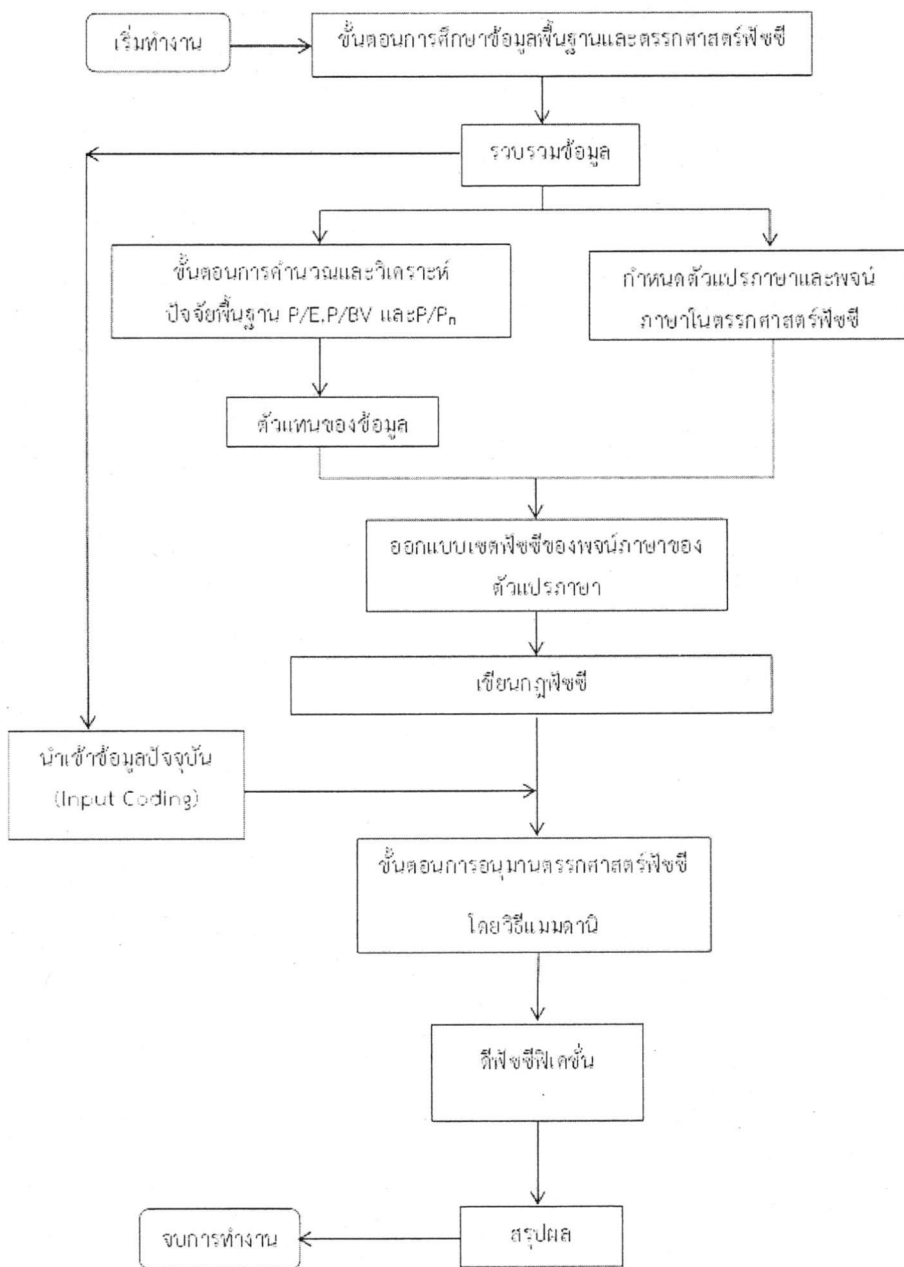 เริ่มทำงาน
ขั้นตอนการศึกษาข้อมูลพื้นฐานและตรรกศาสตร์ฟัซซี
รวบรวมข้อมูล
ขั้นตอนการคำนวณและวิเคราะห์
ปัจจัยพื้นฐาน P/E,P/BV และP/Pₙ
กำหนดตัวแปรภาษาและพจน์
ภาษาในตรรกศาสตร์ฟัซซี
ตัวแทนของข้อมูล
ออกแบบเซตฟัซซีของพจน์ภาษาของ
ตัวแปรภาษา
เขียนกฎฟัซซี
นำเข้าข้อมูลปัจจุบัน
(Input Coding)
ขั้นตอนการอนุมานตรรกศาสตร์ฟัซซี
โดยวิธีแมมดานิ
ดีฟัซซีฟิเคชั่น
สรุปผล
จบการทำงาน